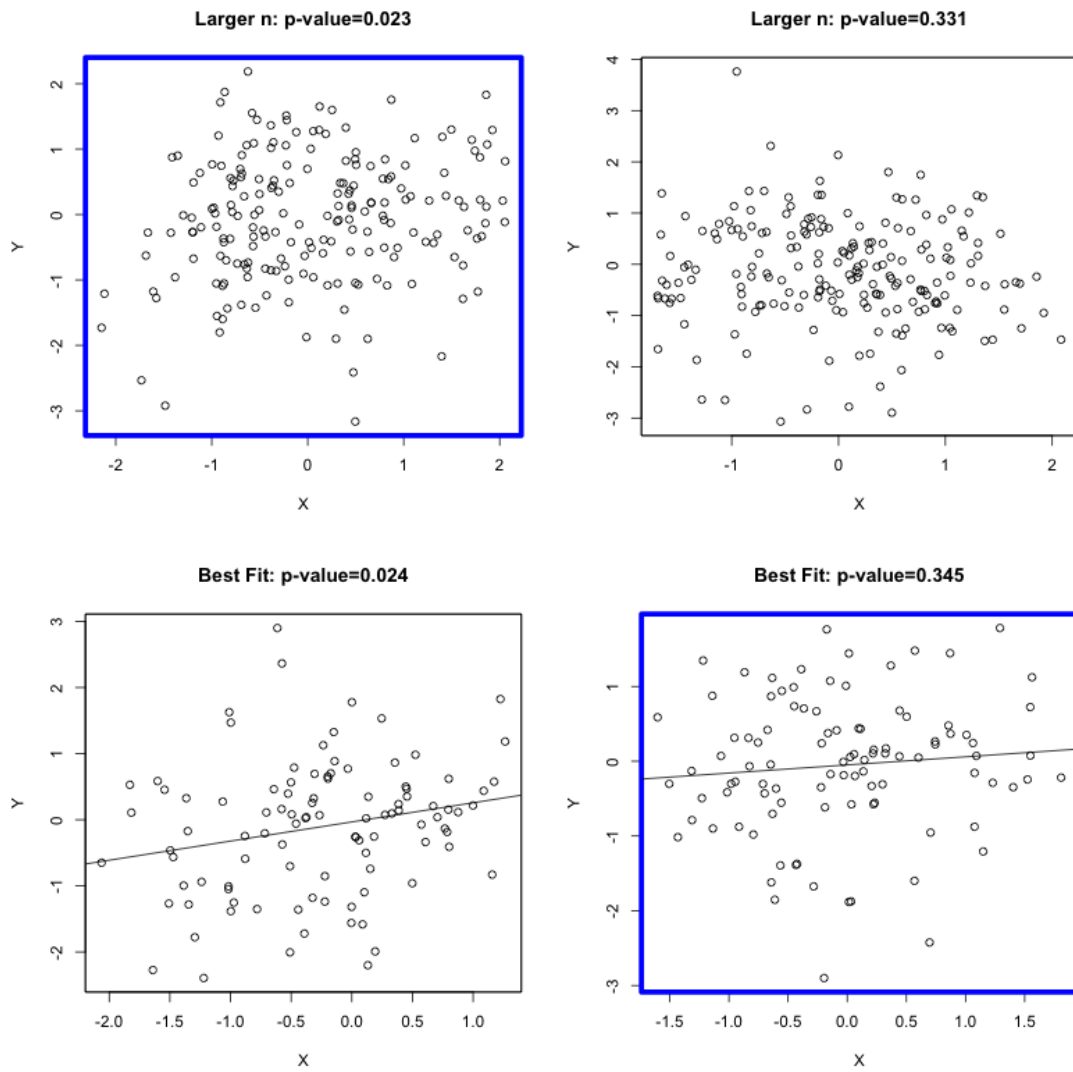 Larger n: p-value=0.023
2
1
0
-1
-2
-3
Y
-2 -1 0 1 2
X
Larger n: p-value=0.331
4
3
2
1
0
-1
-2
-3
Y
-1 0 1 2
X
Best Fit: p-value=0.024
3
2
1
0
-1
-2
Y
-2.0 -1.5 -1.0 -0.5 0.0 0.5 1.0
X
Best Fit: p-value=0.345
1
0
-1
-2
-3
Y
-1.5 -1.0 -0.5 0.0 0.5 1.0 1.5
X